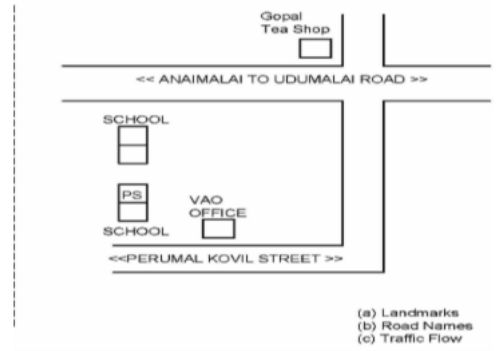 Gopal
Tea Shop
<< ANAIMALAI TO UDUMALAI ROAD >>
SCHOOL
PS
VAO
OFFICE
SCHOOL
<<PERUMAL KOVIL STREET >>
(a) Landmarks
(b) Road Names
(c) Traffic Flow